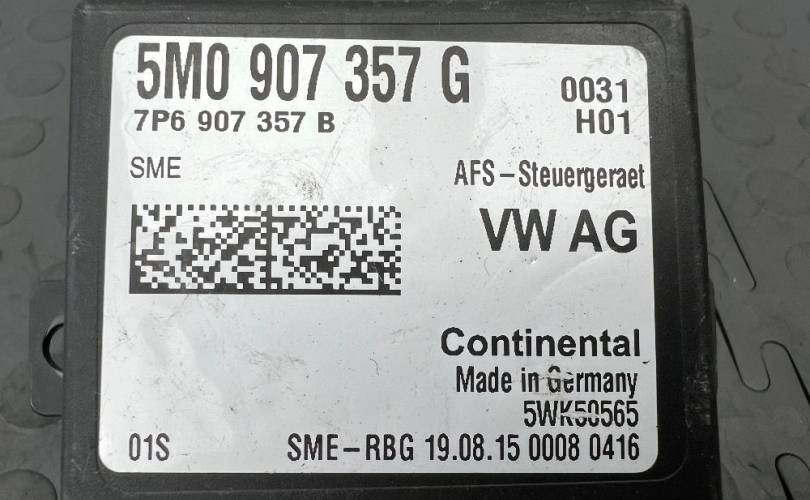 5M0 907 357 G 0031
7P6 907 357 B H01
SME AFS-Steuergeraet
VW AG
Continental
Made in Germany
5WK50565
01S SME-RBG 19.08.15 0008 0416